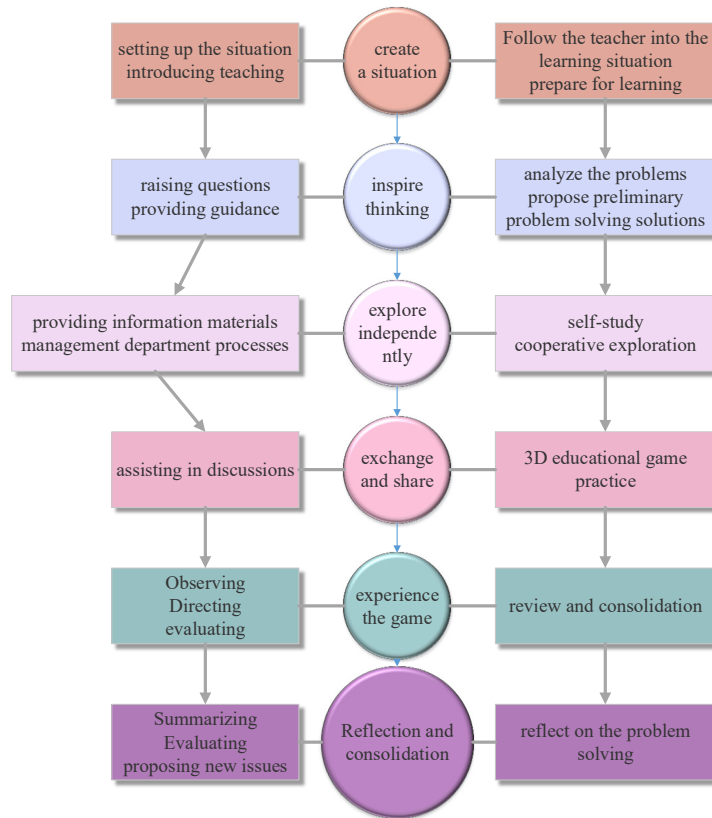 setting up the situation
introducing teaching
create
a situation
Follow the teacher into the
learning situation
prepare for learning
raising questions
providing guidance
inspire
thinking
analyze the problems
propose preliminary
problem solving solutions
providing information materials
management department processes
explore
independe
ntly
self-study
cooperative exploration
assisting in discussions
exchange
and share
3D educational game
practice
Observing
Directing
evaluating
experience
the game
review and consolidation
Summarizing
Evaluating
proposing new issues
Reflection and
consolidation
reflect on the problem
solving